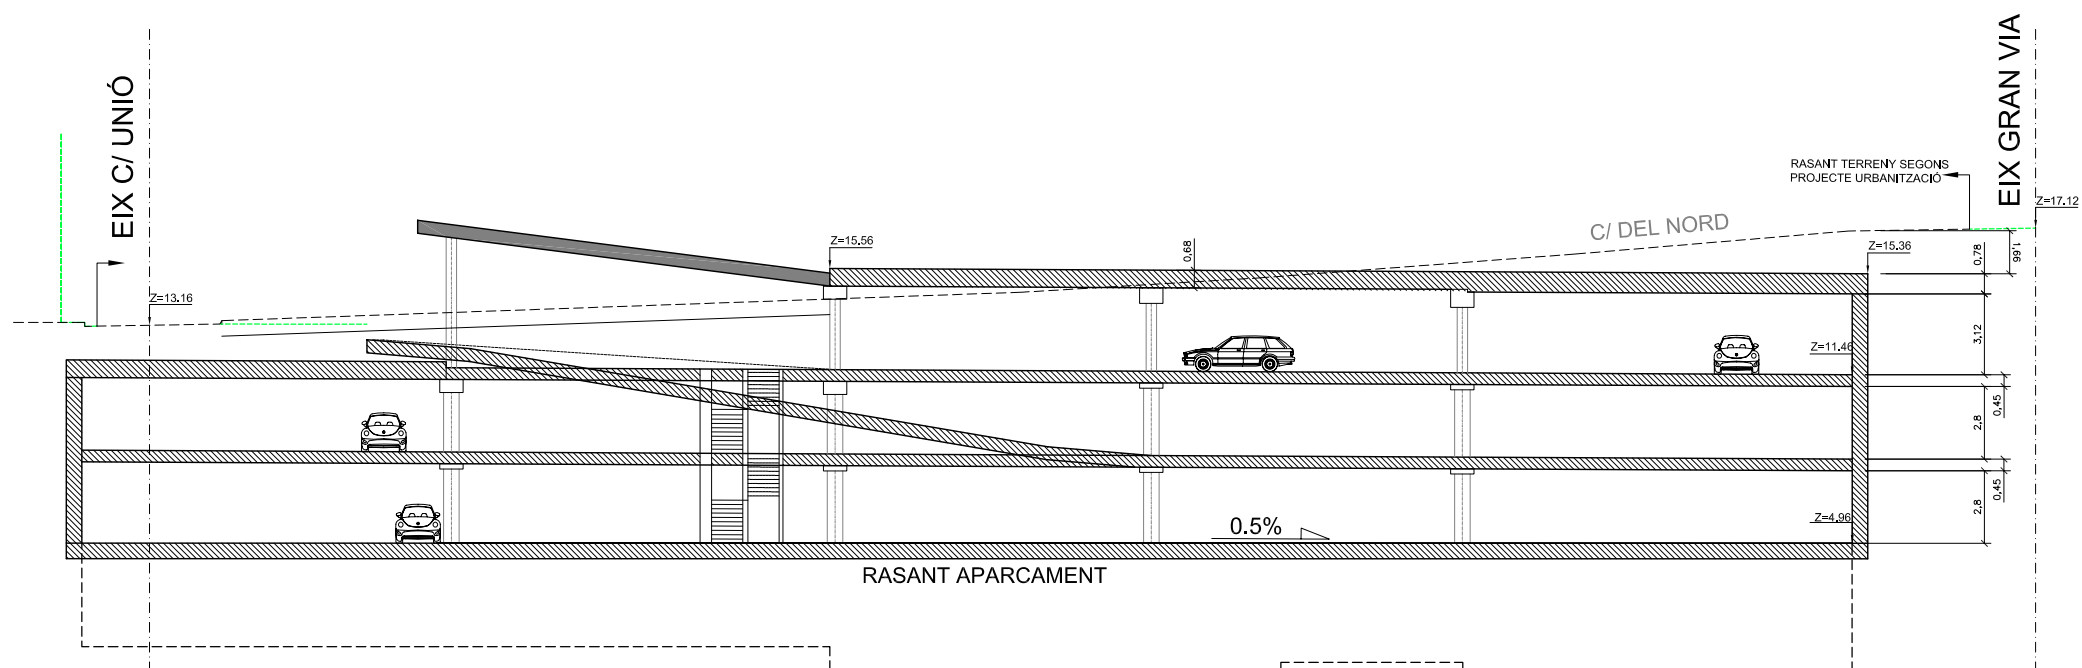 EIX C/ UNIÓ
EIX GRAN VIA
RASANT TERRENY SEGONS
PROJECTE URBANITZACIÓ
Z=17.12
C/ DEL NORD
Z=15.56
0,68
Z=15.36
0,78
1,66
Z=13.16
3,12
Z=11.46
0,45
2,8
0,45
2,8
Z=4.96
0.5%
RASANT APARCAMENT